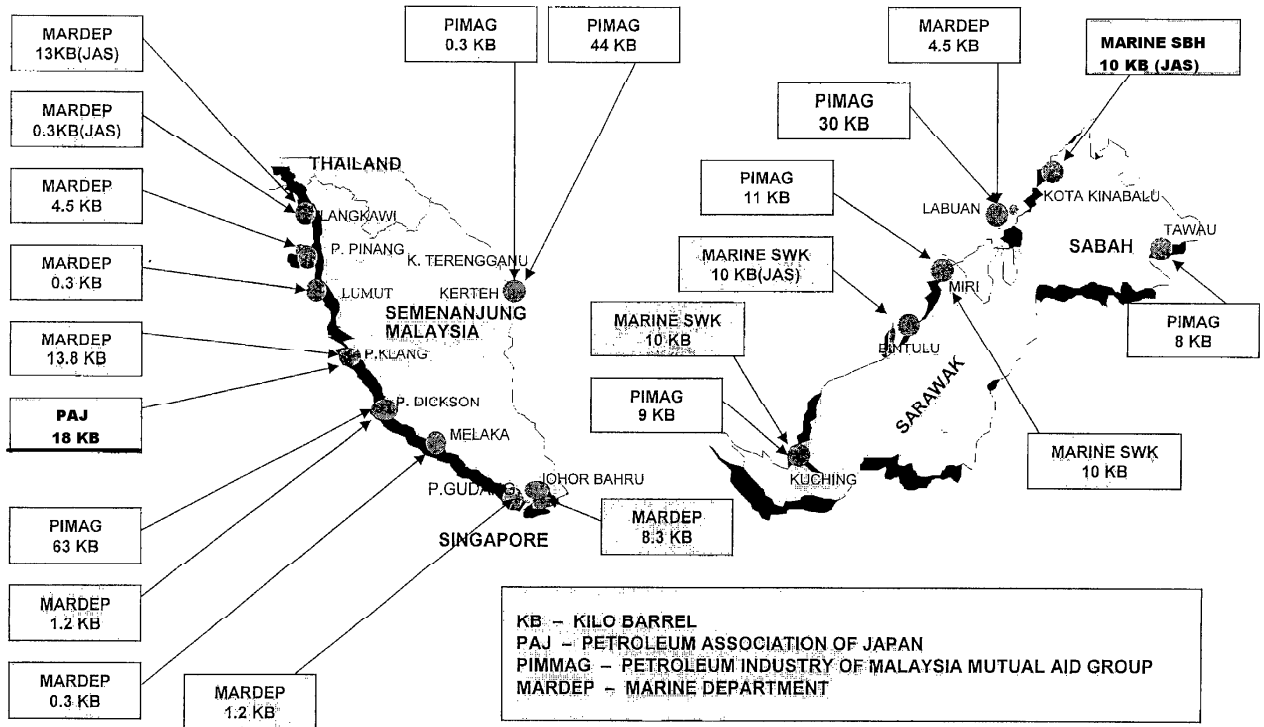 MARDEP
13KB(JAS)
MARDEP
0.3KB(JAS)
MARDEP
4.5 KB
MARDEP
0.3 KB
MARDEP
13.8 KB
PAJ
18 KB
PIMAG
63 KB
MARDEP
1.2 KB
MARDEP
0.3 KB
MARDEP
1.2 KB
PIMAG
0.3 KB
PIMAG
44 KB
THAILAND
LANGKAWI
P. PINANG
K. TERENGGANU
LUMUT
KERTEH
SEMENANJUNG
MALAYSIA
P.KLANG
P. DICKSON
MELAKA
P.GUDANG
JOHOR BAHRU
SINGAPORE
MARDEP
8.3 KB
MARDEP
4.5 KB
MARINE SBH
10 KB (JAS)
PIMAG
30 KB
PIMAG
11 KB
MARINE SWK
10 KB(JAS)
MARINE SWK
10 KB
PIMAG
9 KB
LABUAN
KOTA KINABALU
TAWAU
SABAH
MIRI
BINTULU
SARAWAK
KUCHING
PIMAG
8 KB
MARINE SWK
10 KB
KB – KILO BARREL
PAJ – PETROLEUM ASSOCIATION OF JAPAN
PIMMAG – PETROLEUM INDUSTRY OF MALAYSIA MUTUAL AID GROUP
MARDEP – MARINE DEPARTMENT